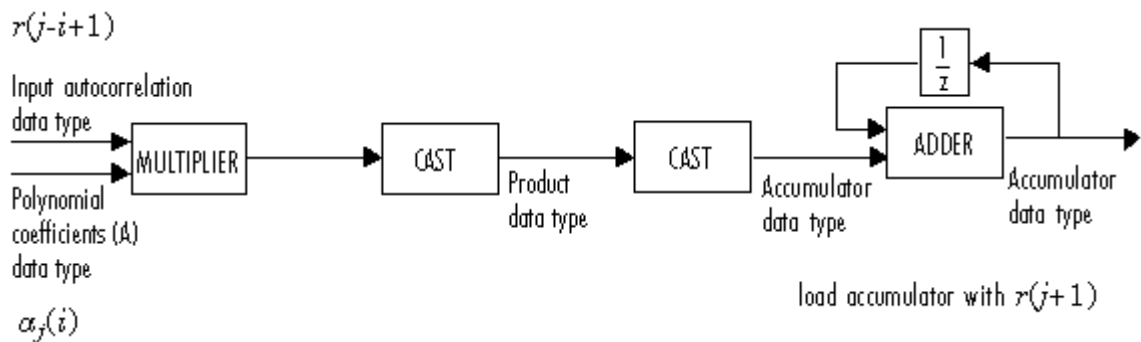 r(j-i+1)
Input autocorrelation
data type
MULTIPLIER
Polynomial
coefficients (A)
data type
α_j(i)
CAST
Product
data type
CAST
Accumulator
data type
1
z
ADDER
Accumulator
data type
load accumulator with r(j+1)